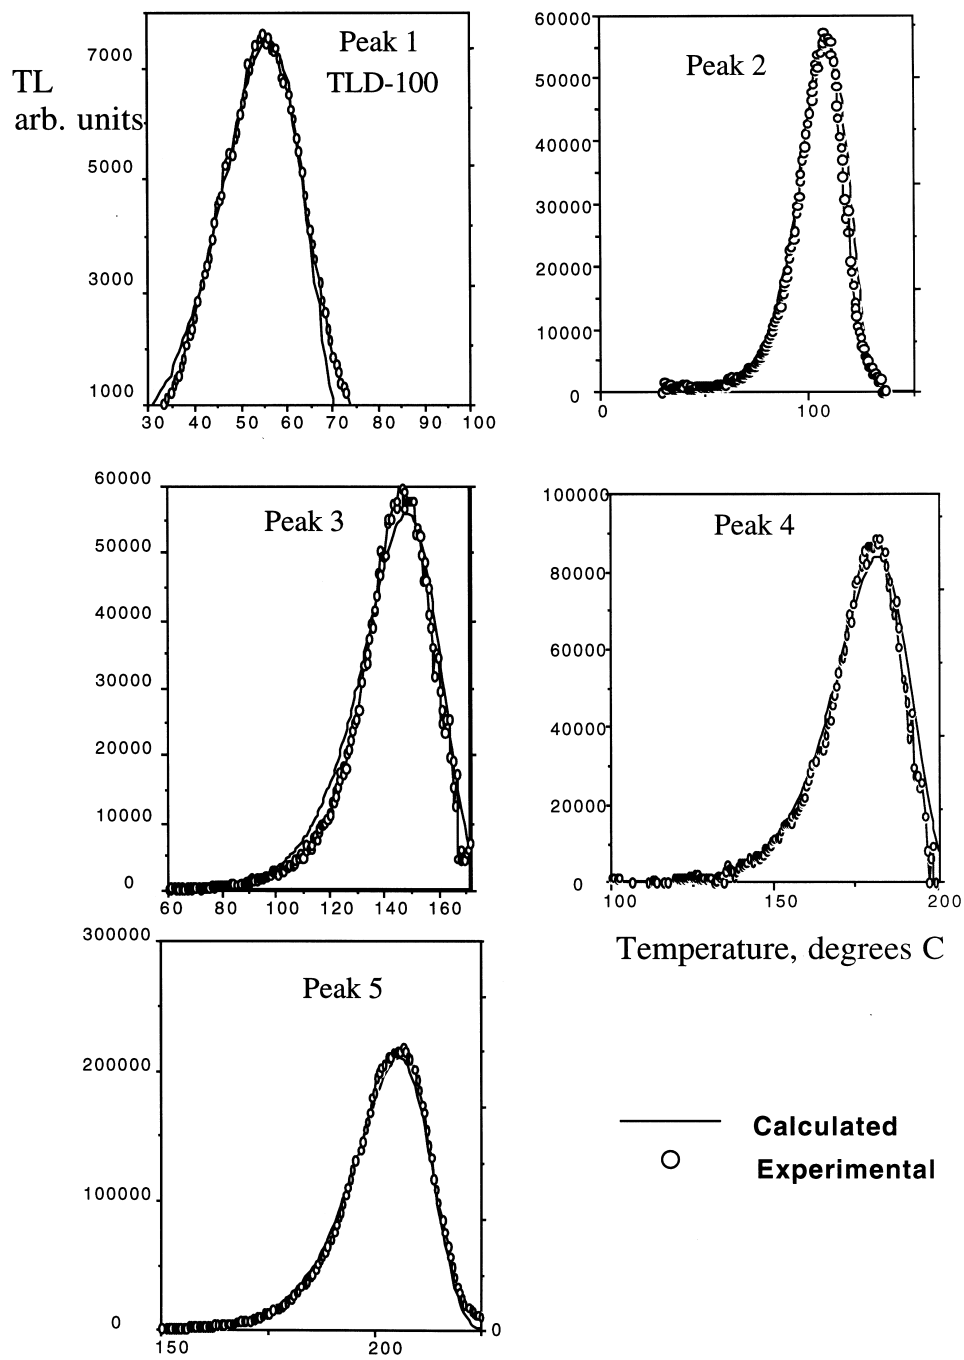 TL
arb. units
Peak 1
TLD-100
7000
5000
3000
1000
30 40 50 60 70 80 90 100
Peak 2
60000
50000
40000
30000
20000
10000
0
0 100
Peak 3
60000
50000
40000
30000
20000
10000
0
60 80 100 120 140 160
Peak 4
100000
80000
60000
40000
20000
0
100 150 200
Temperature, degrees C
Peak 5
300000
200000
100000
0
0
150 200
Calculated
Experimental